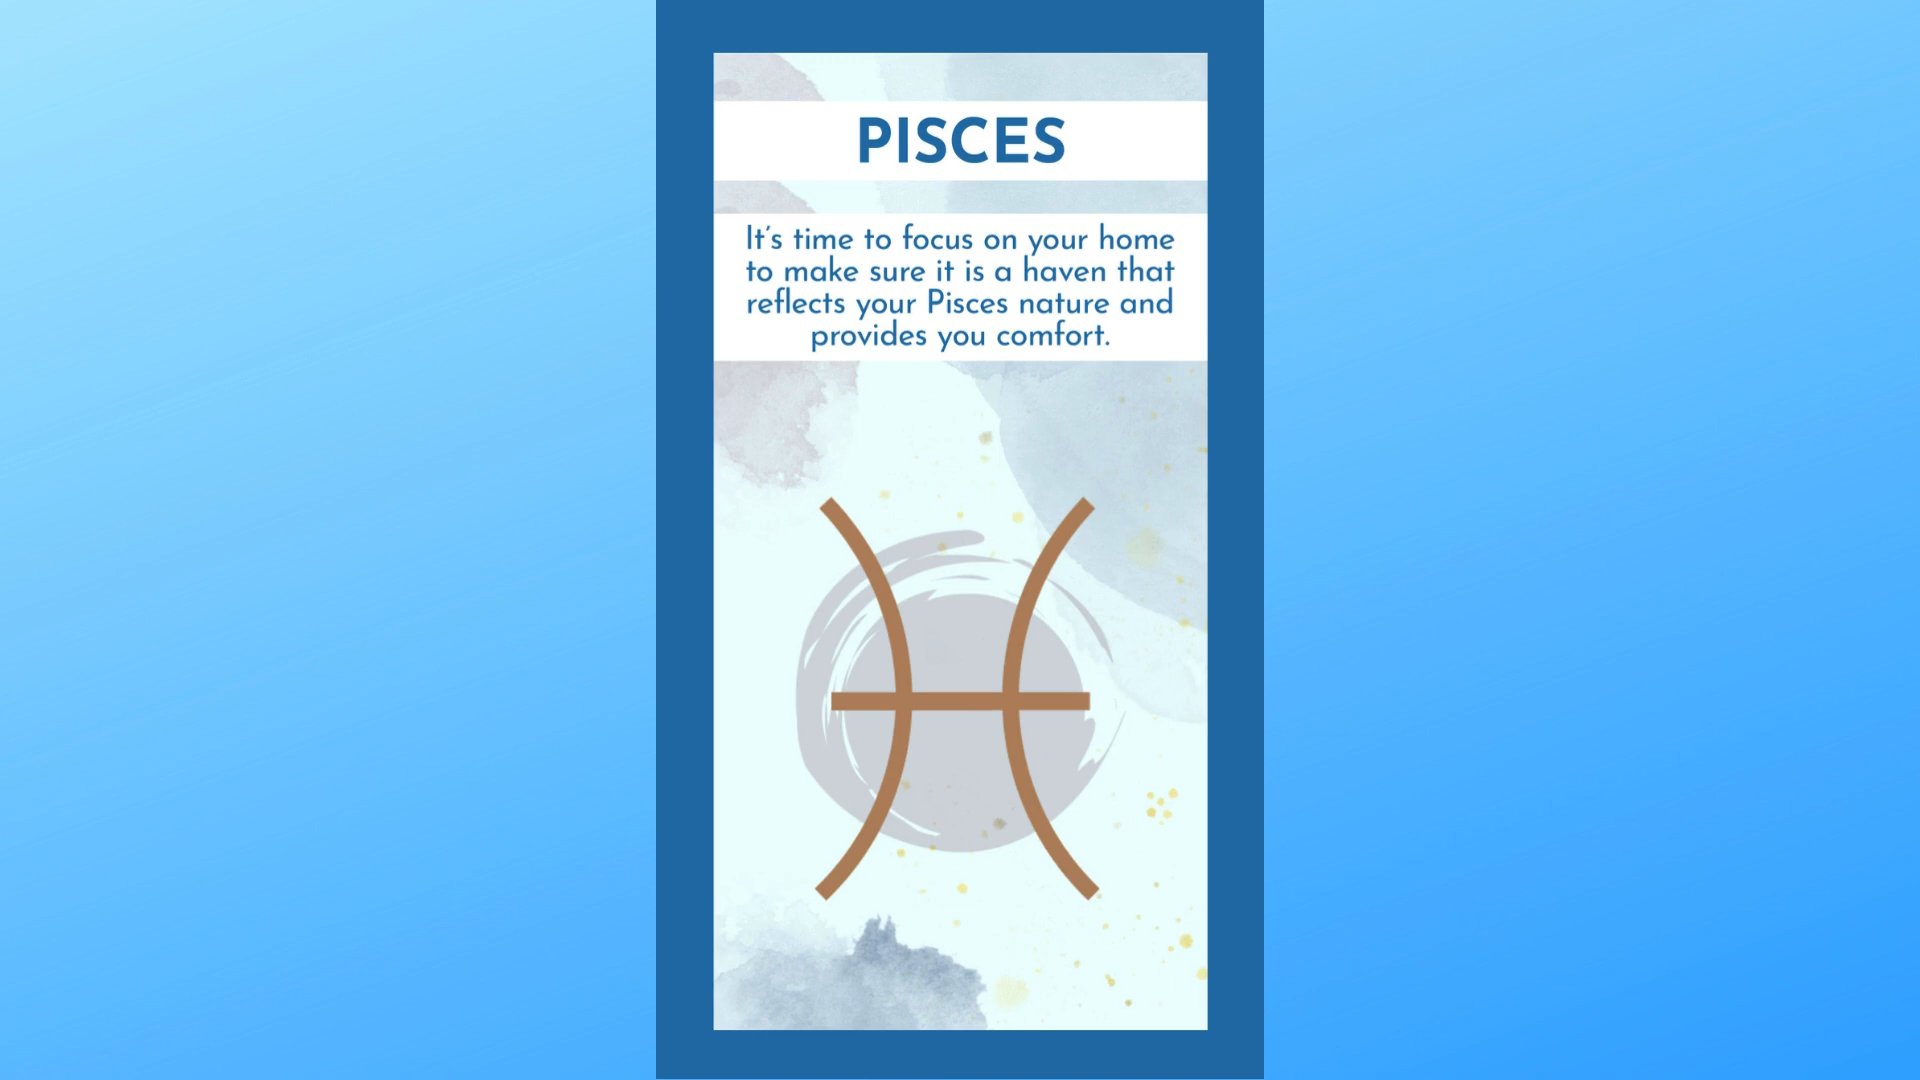 PISCES
It’s time to focus on your home
to make sure it is a haven that
reflects your Pisces nature and
provides you comfort.